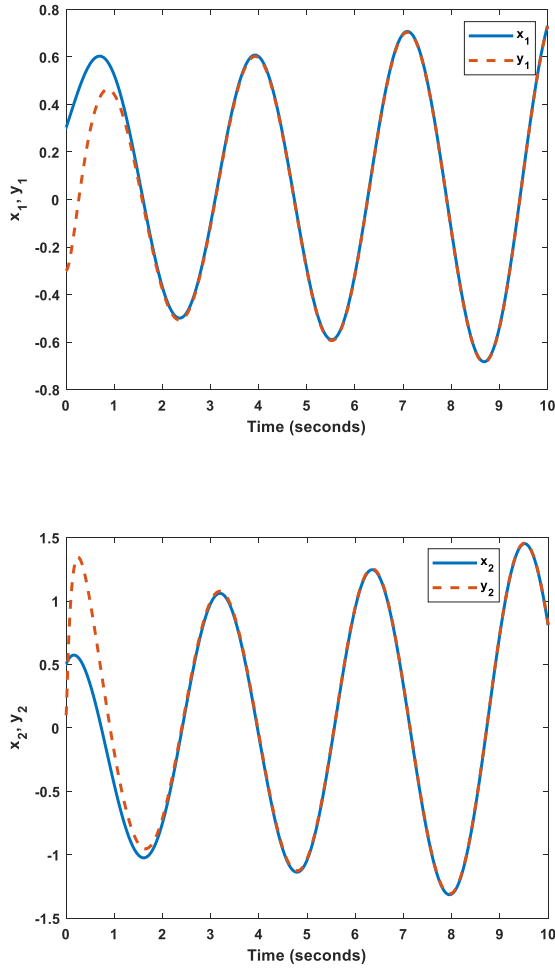 0.8
0.6
0.4
0.2
0
-0.2
-0.4
-0.6
-0.8
x₁, y₁
x₁
y₁
0 1 2 3 4 5 6 7 8 9 10
Time (seconds)
1.5
1
0.5
0
-0.5
-1
-1.5
x₂, y₂
x₂
y₂
0 1 2 3 4 5 6 7 8 9 10
Time (seconds)